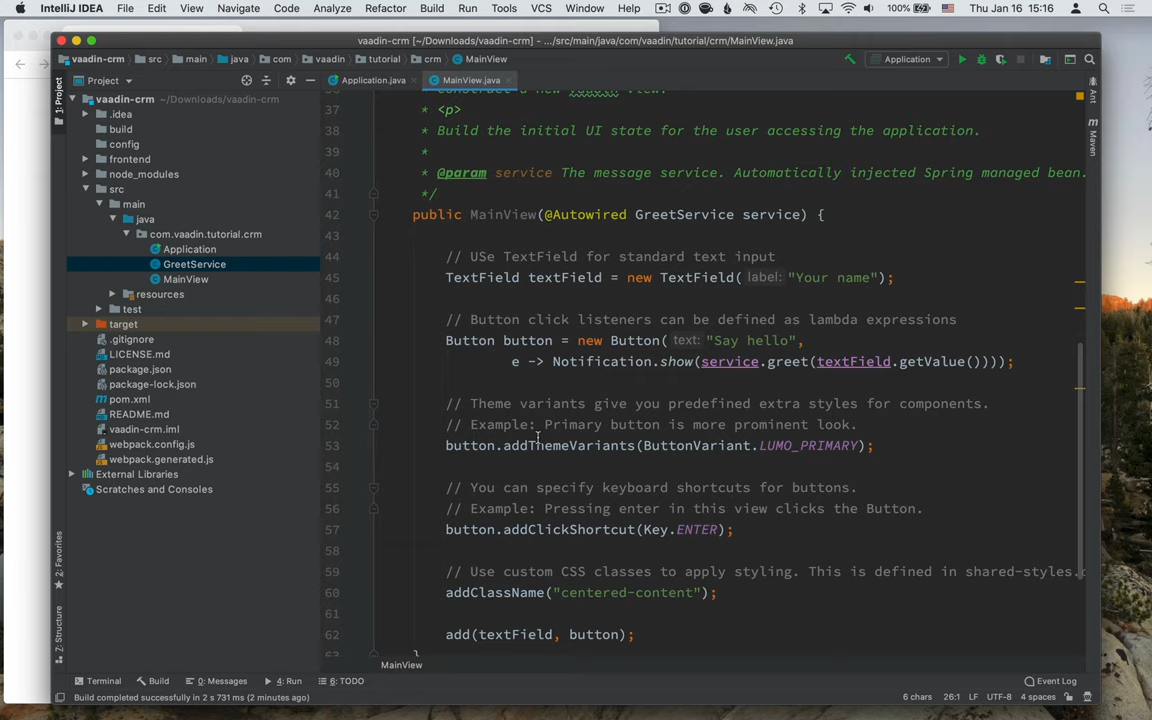 IntelliJ IDEA File Edit View Navigate Code Analyze Refactor Build Run Tools VCS Window Help 100% Thu Jan 16 15:16
vaadin-crm [~/Downloads/vaadin-crm] – .../src/main/java/com/vaadin/tutorial/crm/MainView.java
vaadin-crm src main java com vaadin tutorial crm MainView Application
Project Application.java MainView.java
1: Project
vaadin-crm ~/Downloads/vaadin-crm
.idea
build
config
frontend
node_modules
src
main
java
com.vaadin.tutorial.crm
Application
GreetService
MainView
resources
test
target
.gitignore
LICENSE.md
package.json
package-lock.json
pom.xml
README.md
vaadin-crm.iml
webpack.config.js
webpack.generated.js
External Libraries
Scratches and Consoles
2: Favorites
7: Structure
37 * <p>
38 * Build the initial UI state for the user accessing the application.
39 *
40 * @param service The message service. Automatically injected Spring managed bean.
41 */
42 public MainView(@Autowired GreetService service) {
43
44 // USe TextField for standard text input
45 TextField textField = new TextField( label: "Your name");
46
47 // Button click listeners can be defined as lambda expressions
48 Button button = new Button( text: "Say hello",
49 e -> Notification.show(service.greet(textField.getValue())));
50
51 // Theme variants give you predefined extra styles for components.
52 // Example: Primary button is more prominent look.
53 button.addThemeVariants(ButtonVariant.LUMO_PRIMARY);
54
55 // You can specify keyboard shortcuts for buttons.
56 // Example: Pressing enter in this view clicks the Button.
57 button.addClickShortcut(Key.ENTER);
58
59 // Use custom CSS classes to apply styling. This is defined in shared-styles.
60 addClassName("centered-content");
61
62 add(textField, button);
MainView
Ant
Maven
Terminal Build 0: Messages 4: Run 6: TODO Event Log
Build completed successfully in 2 s 731 ms (2 minutes ago) 6 chars 26:1 LF UTF-8 4 spaces